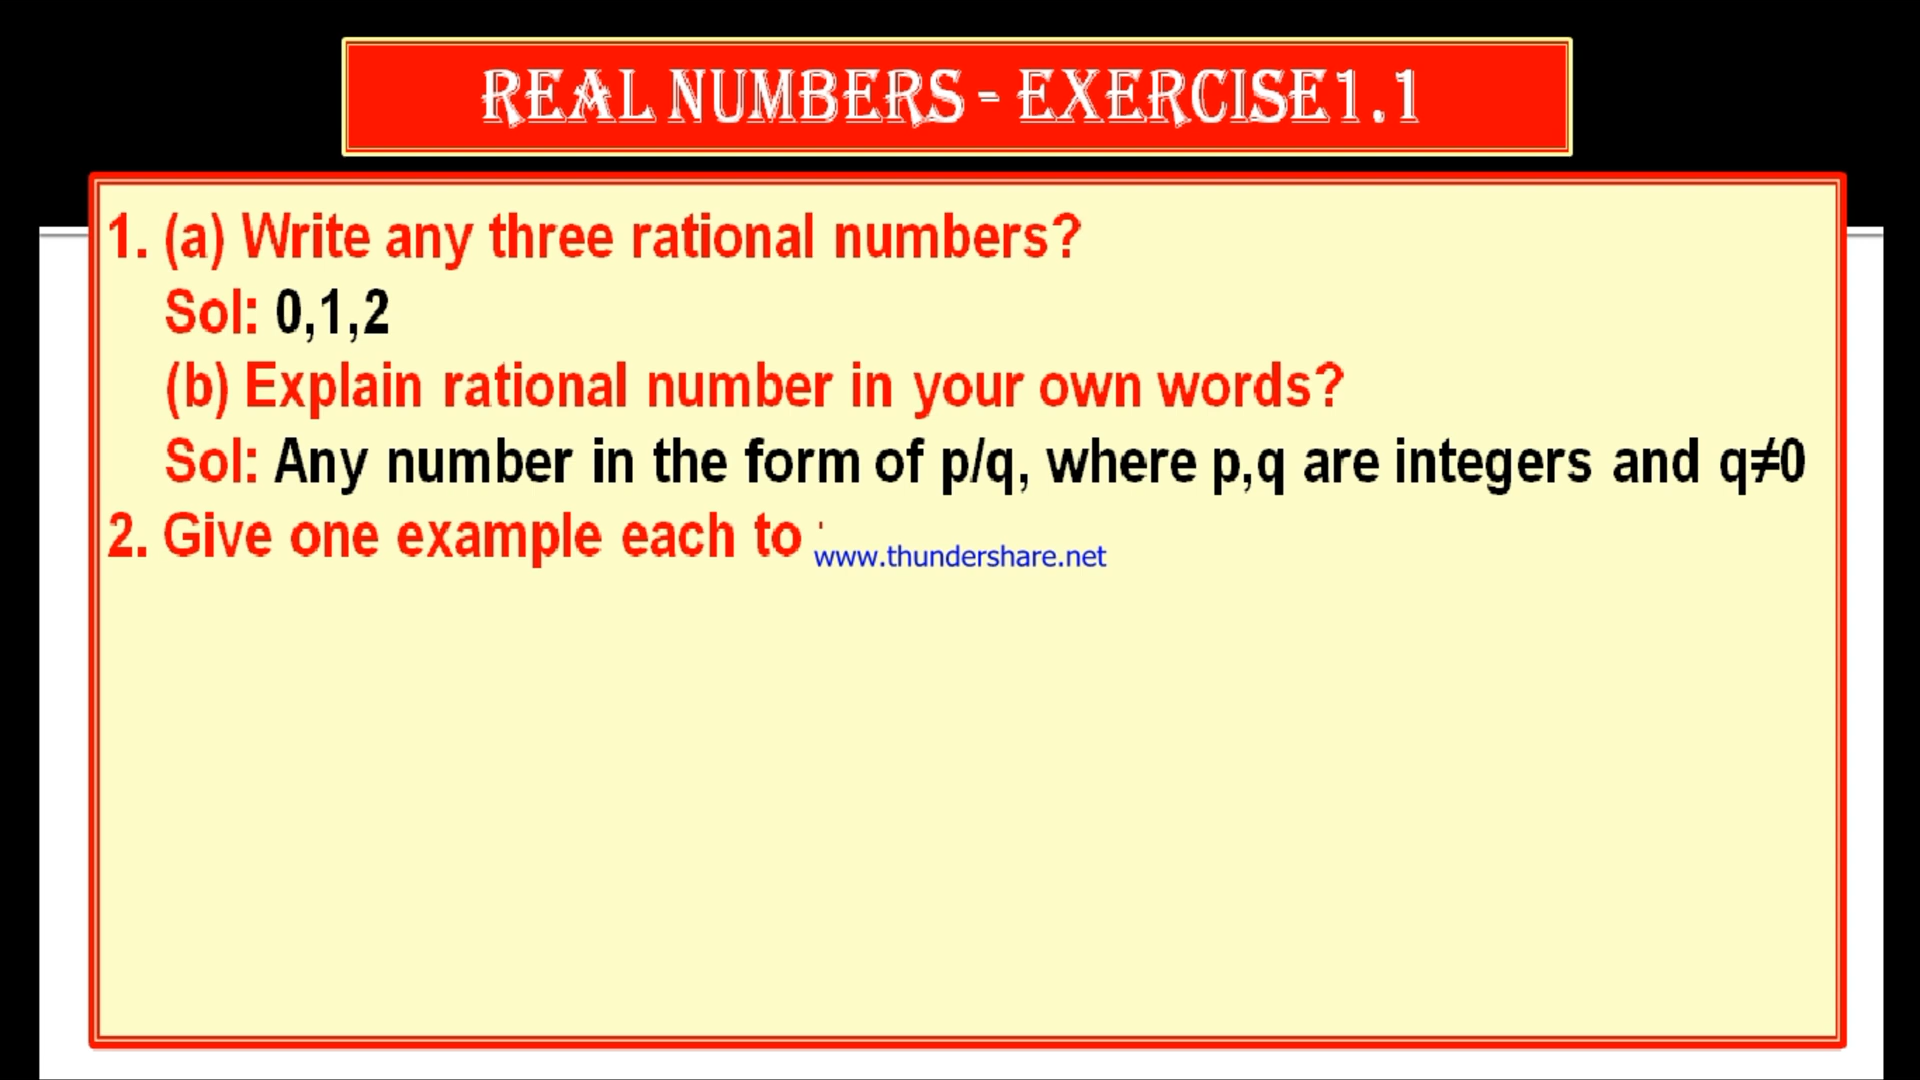 REAL NUMBERS - EXERCISE1.1
1. (a) Write any three rational numbers?
Sol: 0,1,2
(b) Explain rational number in your own words?
Sol: Any number in the form of p/q, where p,q are integers and q≠0
2. Give one example each to
www.thundershare.net